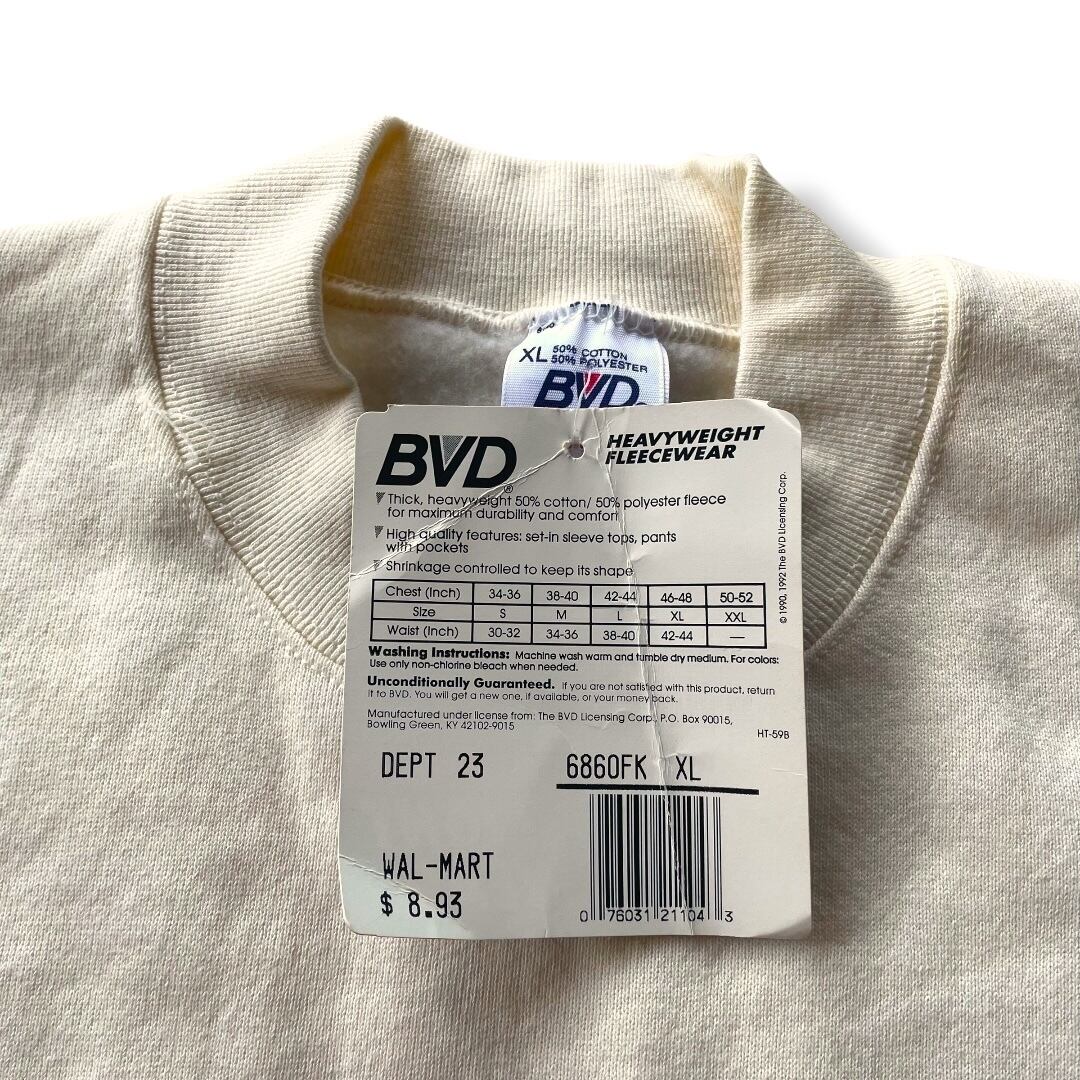 XL 50% COTTON
50% POLYESTER
BVD
BVD®
HEAVYWEIGHT
FLEECEWEAR
Thick, heavyweight 50% cotton/ 50% polyester fleece
for maximum durability and comfort
High quality features: set-in sleeve tops, pants
with pockets
Shrinkage controlled to keep its shape
Chest (Inch) 34-36 38-40 42-44 46-48 50-52
Size S M L XL XXL
Waist (Inch) 30-32 34-36 38-40 42-44 —
Washing Instructions: Machine wash warm and tumble dry medium. For colors:
Use only non-chlorine bleach when needed.
Unconditionally Guaranteed. If you are not satisfied with this product, return
it to BVD. You will get a new one, if available, or your money back.
Manufactured under license from: The BVD Licensing Corp., P.O. Box 90015,
Bowling Green, KY 42102-9015
HT-59B
© 1990, 1992 The BVD Licensing Corp.
DEPT 23 6860FK XL
WAL-MART
$ 8.93
0 76031 21104 3